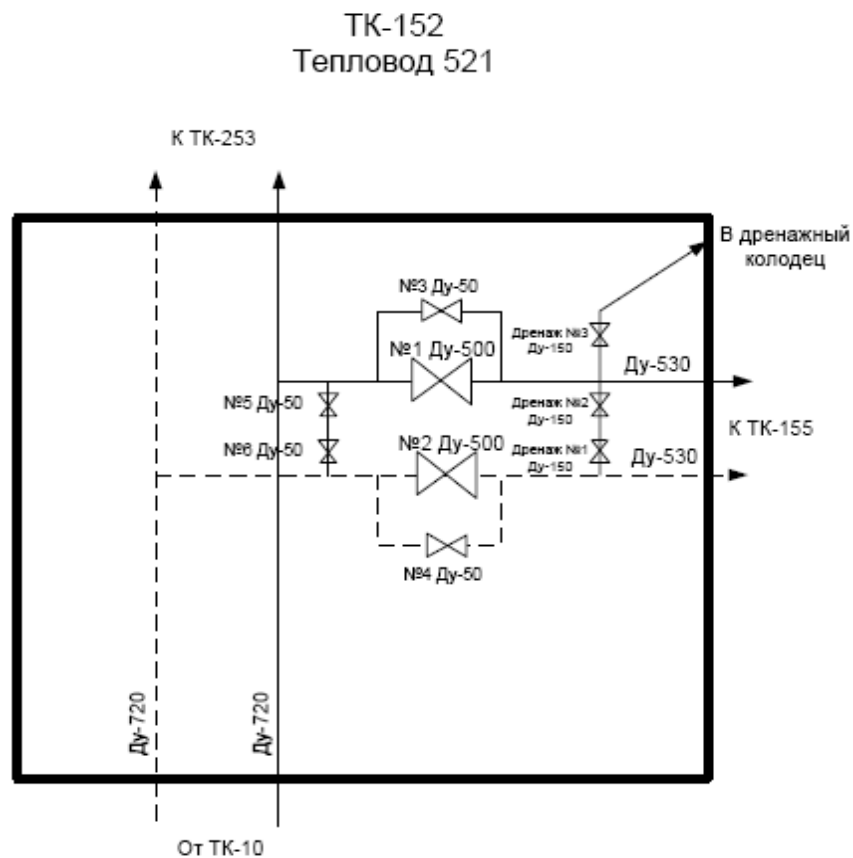 ТК-152
Тепловод 521
К ТК-253
В дренажный
колодец
№3 Ду-50
Дренаж №3
Ду-150
№1 Ду-500
Ду-530
№5 Ду-50
Дренаж №2
Ду-150
К ТК-155
№6 Ду-50
№2 Ду-500
Дренаж №1
Ду-150
Ду-530
№4 Ду-50
Ду-720
Ду-720
От ТК-10